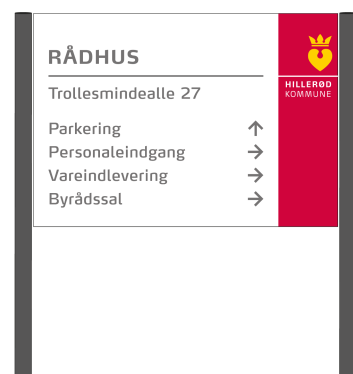 RÅDHUS
Trollesmindealle 27
Parkering ↑
Personaleindgang →
Vareindlevering →
Byrådssal →
HILLERØD
KOMMUNE